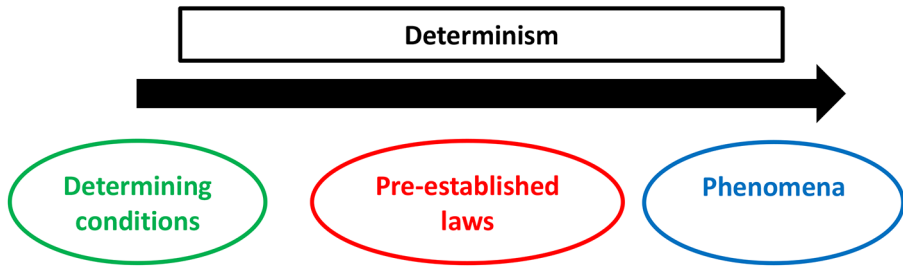 Determinism
Determining
conditions
Pre-established
laws
Phenomena